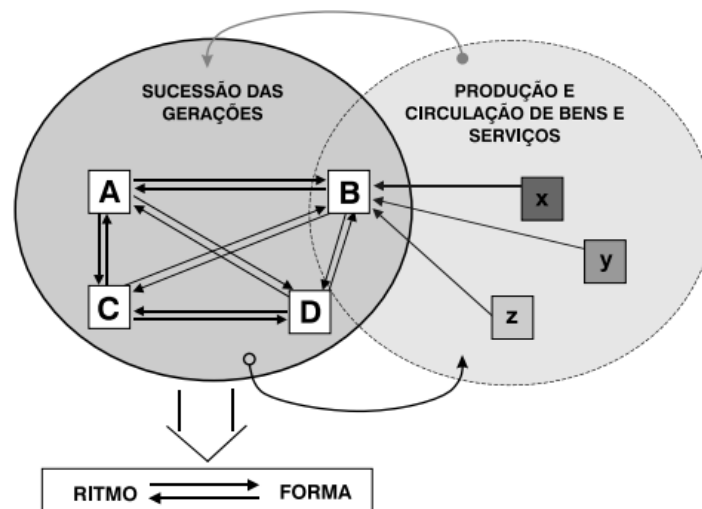 SUCESSÃO DAS
GERAÇÕES
PRODUÇÃO E
CIRCULAÇÃO DE BENS E
SERVIÇOS
A
B
x
y
C
D
z
RITMO
FORMA